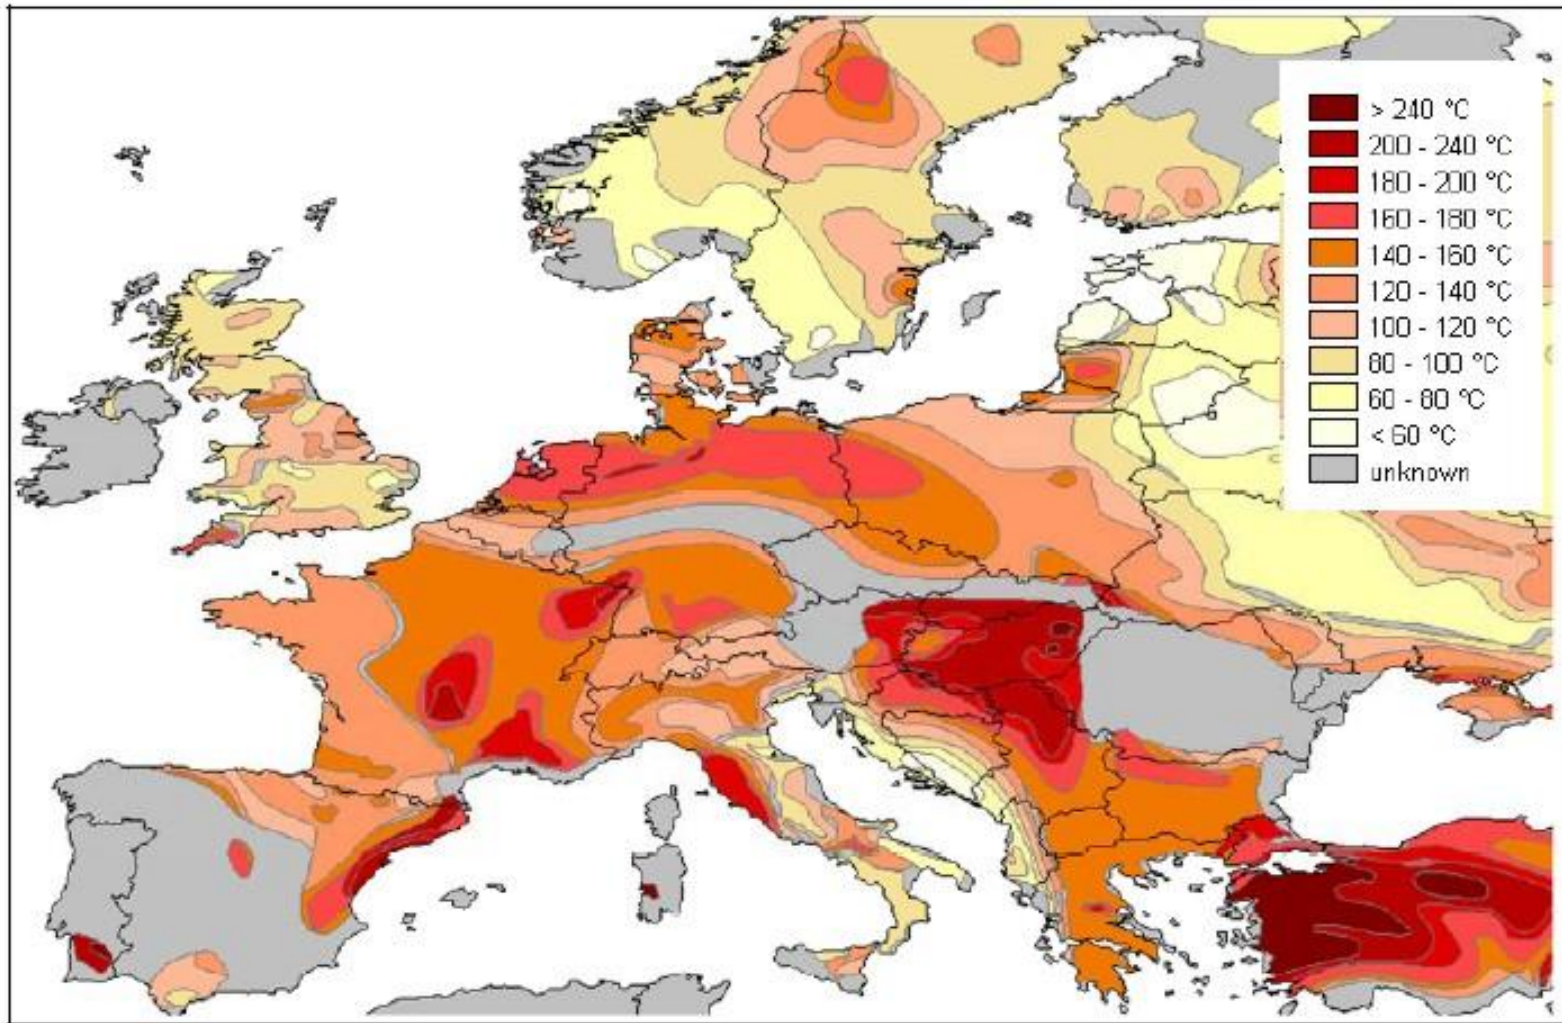 > 240 °C
200 - 240 °C
180 - 200 °C
160 - 180 °C
140 - 160 °C
120 - 140 °C
100 - 120 °C
80 - 100 °C
60 - 80 °C
< 60 °C
unknown